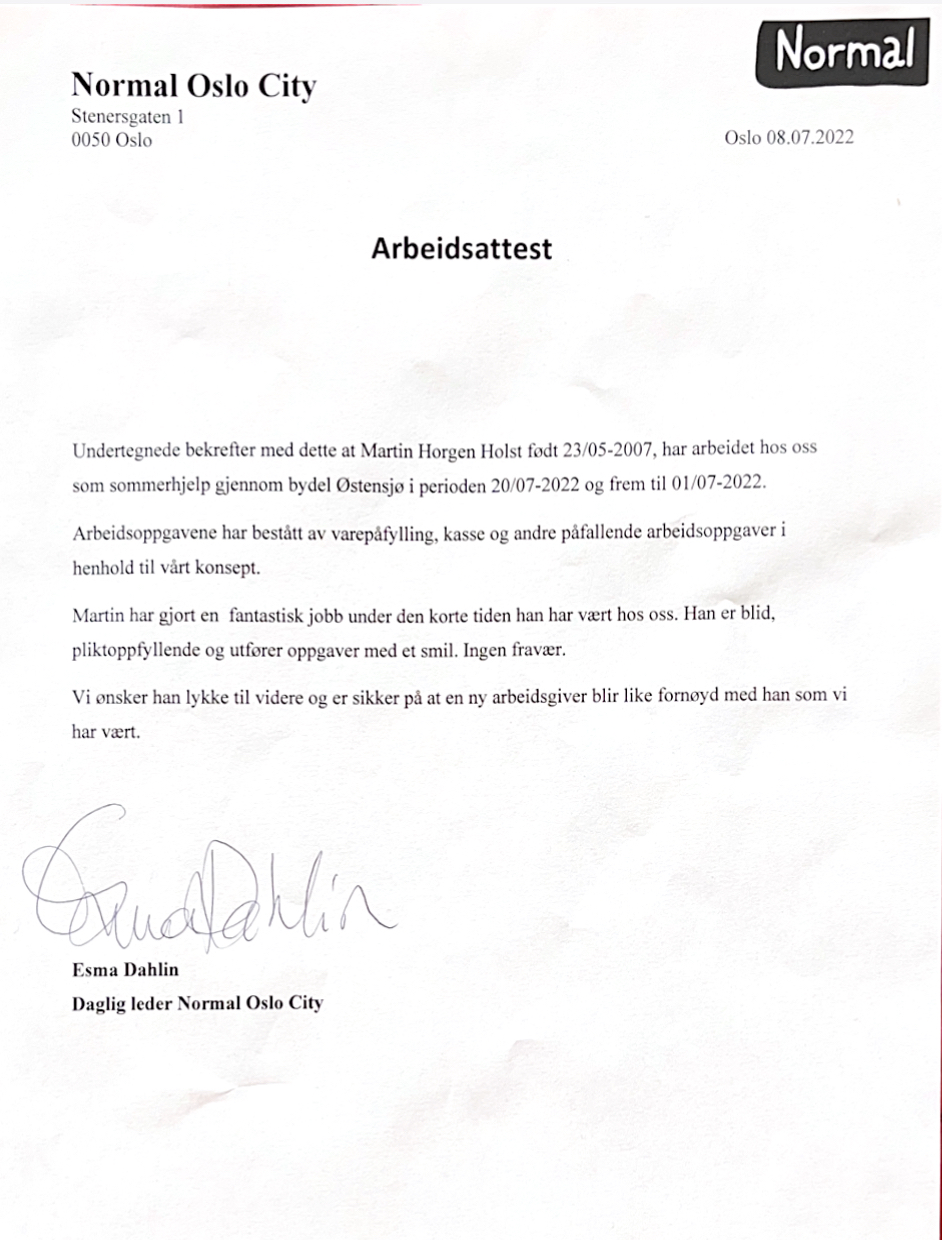 Normal
Normal Oslo City
Stenersgaten 1
0050 Oslo
Oslo 08.07.2022
Arbeidsattest
Undertegnede bekrefter med dette at Martin Horgen Holst født 23/05-2007, har arbeidet hos oss
som sommerhjelp gjennom bydel Østensjø i perioden 20/07-2022 og frem til 01/07-2022.
Arbeidsoppgavene har bestått av varepåfylling, kasse og andre påfallende arbeidsoppgaver i
henhold til vårt konsept.
Martin har gjort en fantastisk jobb under den korte tiden han har vært hos oss. Han er blid,
pliktoppfyllende og utfører oppgaver med et smil. Ingen fravær.
Vi ønsker han lykke til videre og er sikker på at en ny arbeidsgiver blir like fornøyd med han som vi
har vært.
Esma Dahlin
Esma Dahlin
Daglig leder Normal Oslo City